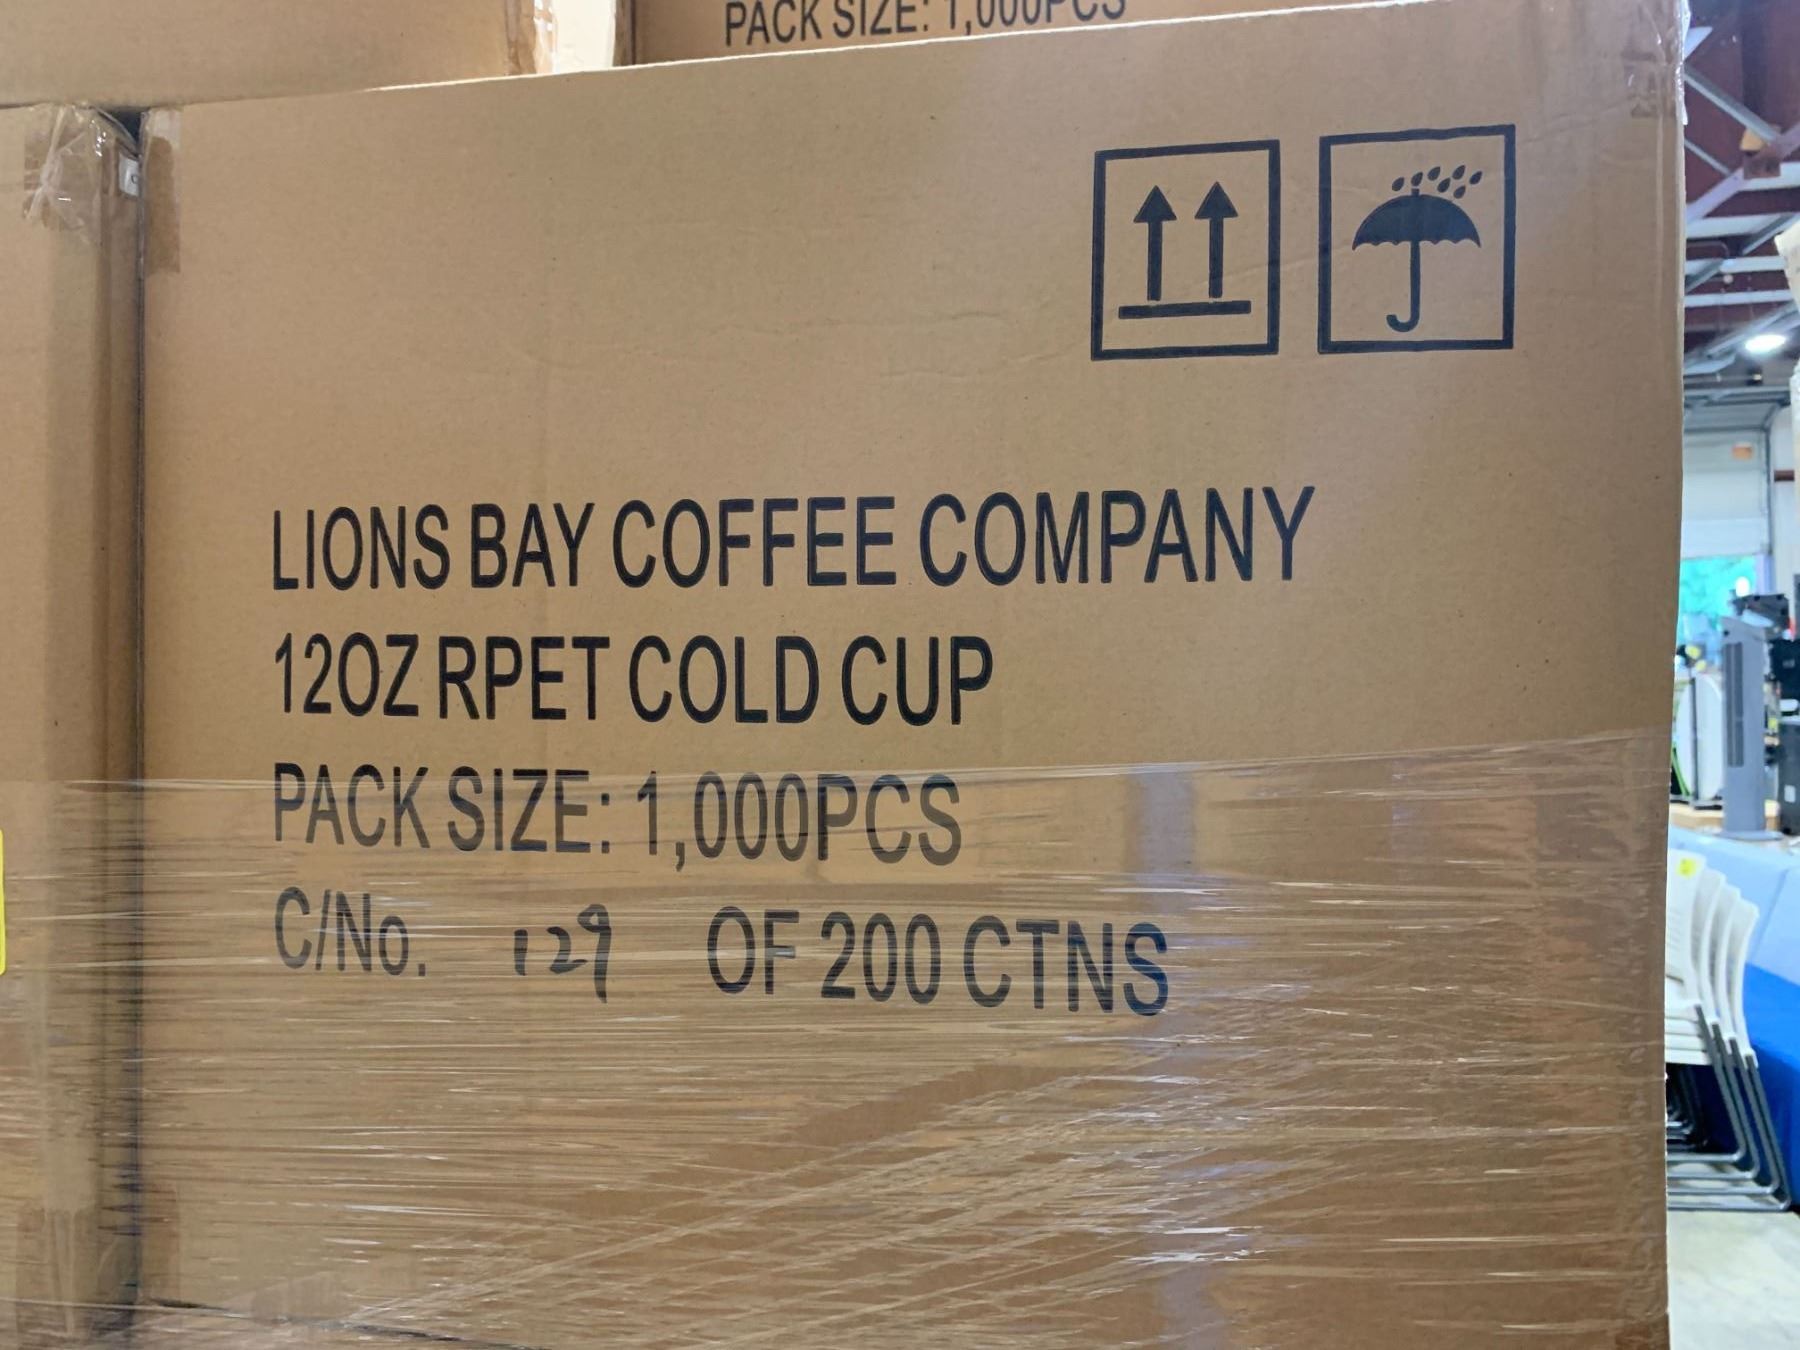 PACK SIZE: 1,000PCS
LIONS BAY COFFEE COMPANY
12OZ RPET COLD CUP
PACK SIZE: 1,000PCS
C/No. 129 OF 200 CTNS